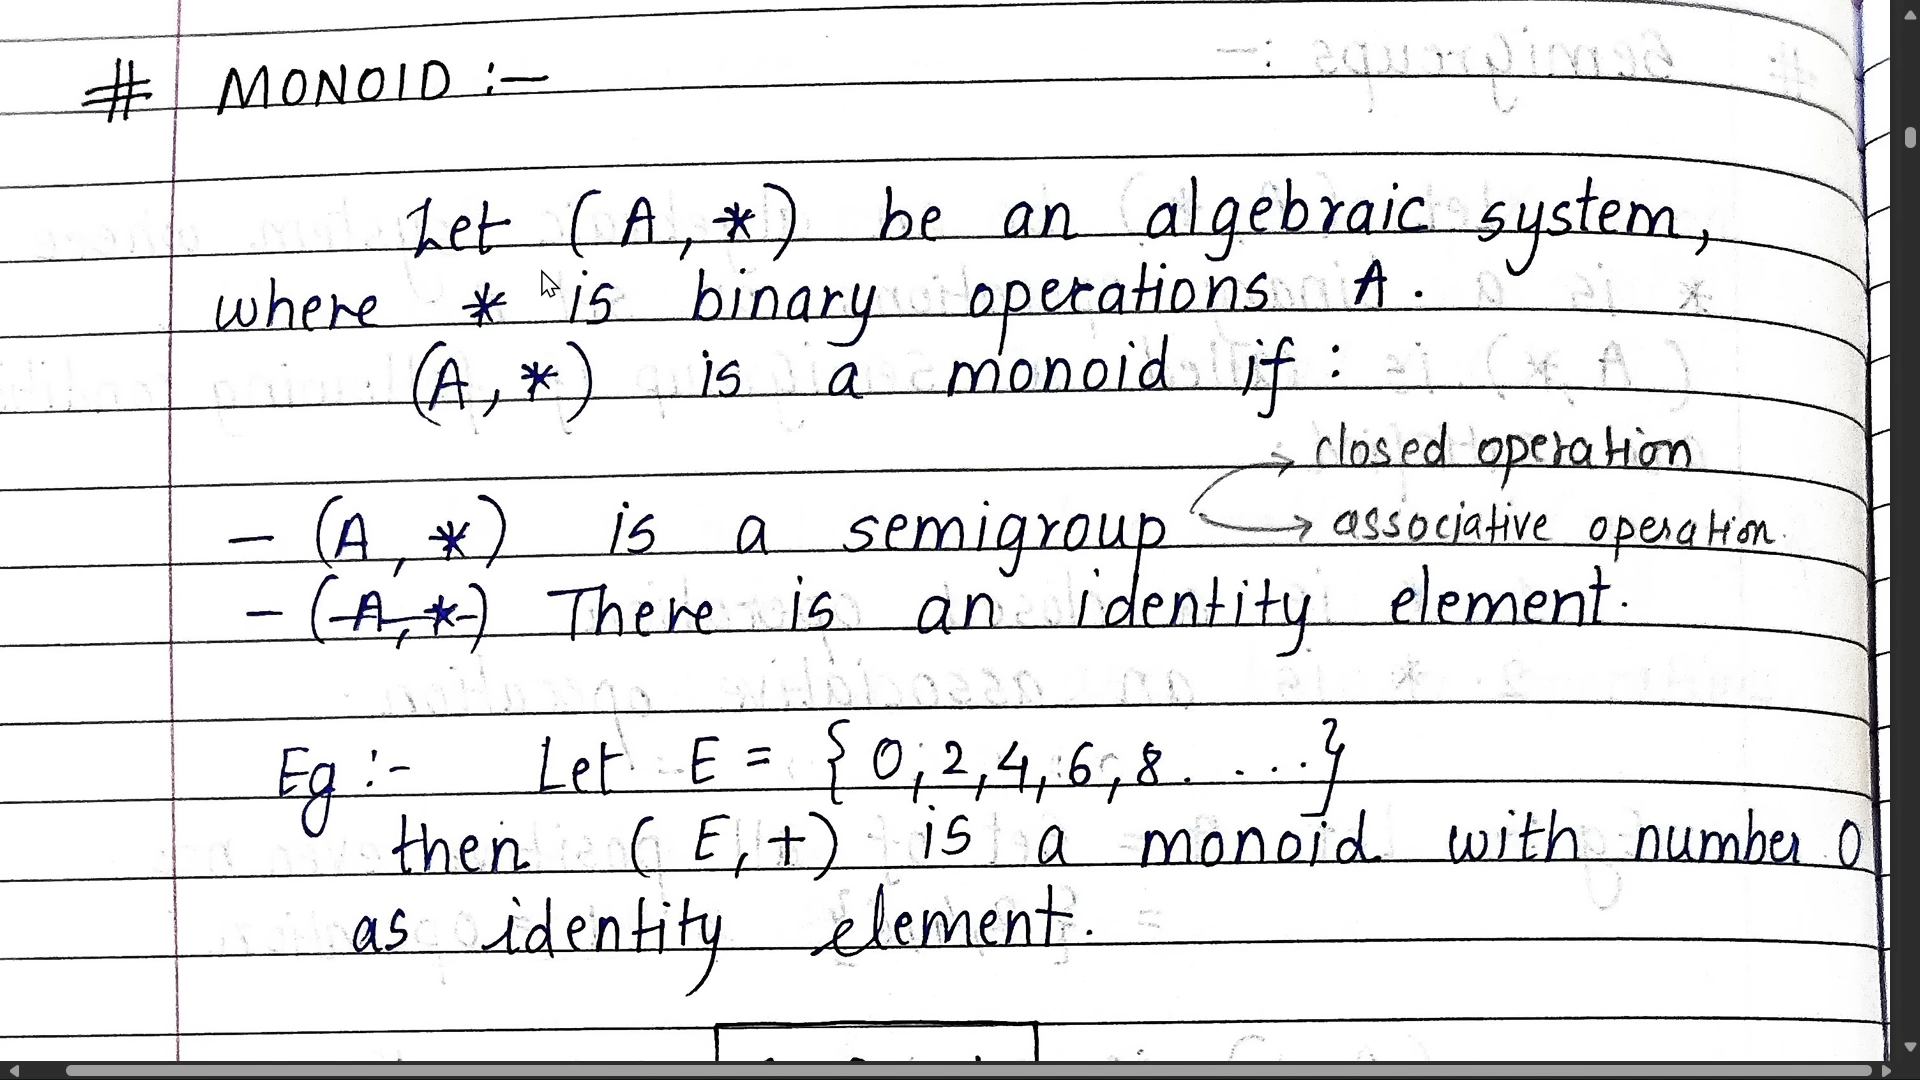 # MONOID :-
Let (A, *) be an algebraic system,
where * is binary operations A.
(A, *) is a monoid if :
closed operation
- (A, *) is a semigroup → associative operation.
- (A, *) There is an identity element.
Eg :- Let E = {0, 2, 4, 6, 8. ....}
then (E, +) is a monoid with number 0
as identity element.